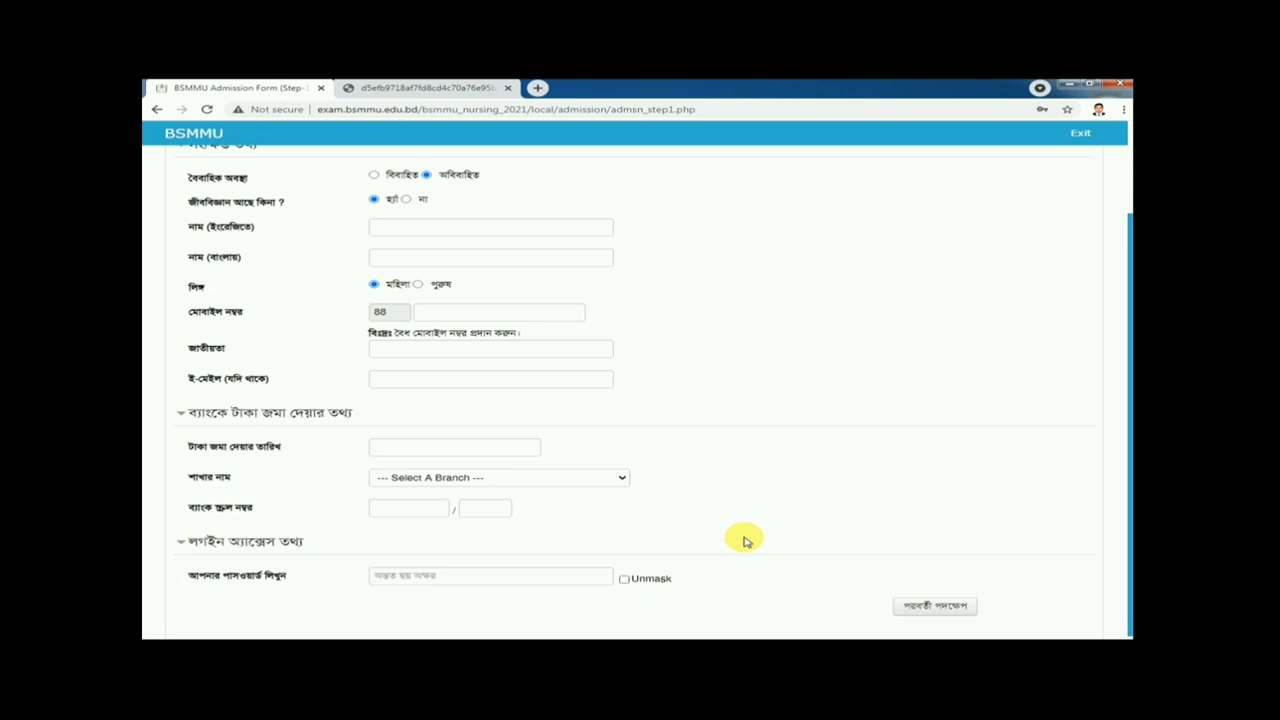 BSMMU Admission Form (Step-
d5efb9718af7fd8cd4c70a76e95
Not secure exam.bsmmu.edu.bd/bsmmu_nursing_2021/local/admission/admsn_step1.php
BSMMU Exit
বৈবাহিক অবস্থা বিবাহিত অবিবাহিত
জীববিজ্ঞান আছে কিনা ? হ্যাঁ না
নাম (ইংরেজিতে)
নাম (বাংলায়)
লিঙ্গ মহিলা পুরুষ
মোবাইল নম্বর 88
বিঃদ্রঃ বৈধ মোবাইল নম্বর প্রদান করুন।
জাতীয়তা
ই-মেইল (যদি থাকে)
ব্যাংকে টাকা জমা দেয়ার তথ্য
টাকা জমা দেয়ার তারিখ
শাখার নাম --- Select A Branch ---
ব্যাংক স্ক্রল নম্বর /
লগইন অ্যাক্সেস তথ্য
আপনার পাসওয়ার্ড লিখুন অন্তত ছয় অক্ষর Unmask
পরবর্তী পদক্ষেপ